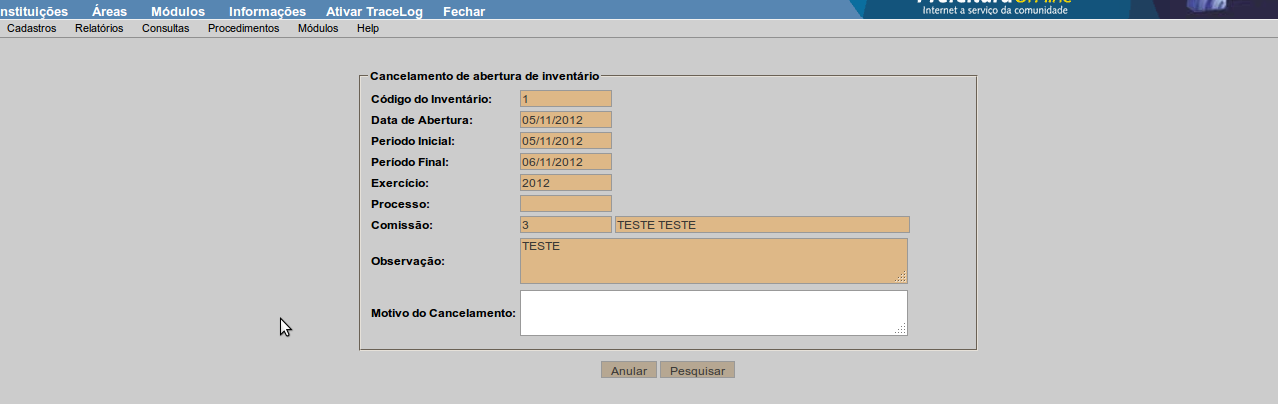 nstituições Áreas Módulos Informações Ativar TraceLog Fechar
Internet a serviço da comunidade
Cadastros Relatórios Consultas Procedimentos Módulos Help
Cancelamento de abertura de inventário
Código do Inventário: 1
Data de Abertura: 05/11/2012
Periodo Inicial: 05/11/2012
Período Final: 06/11/2012
Exercício: 2012
Processo:
Comissão: 3 TESTE TESTE
Observação: TESTE
Motivo do Cancelamento:
Anular Pesquisar